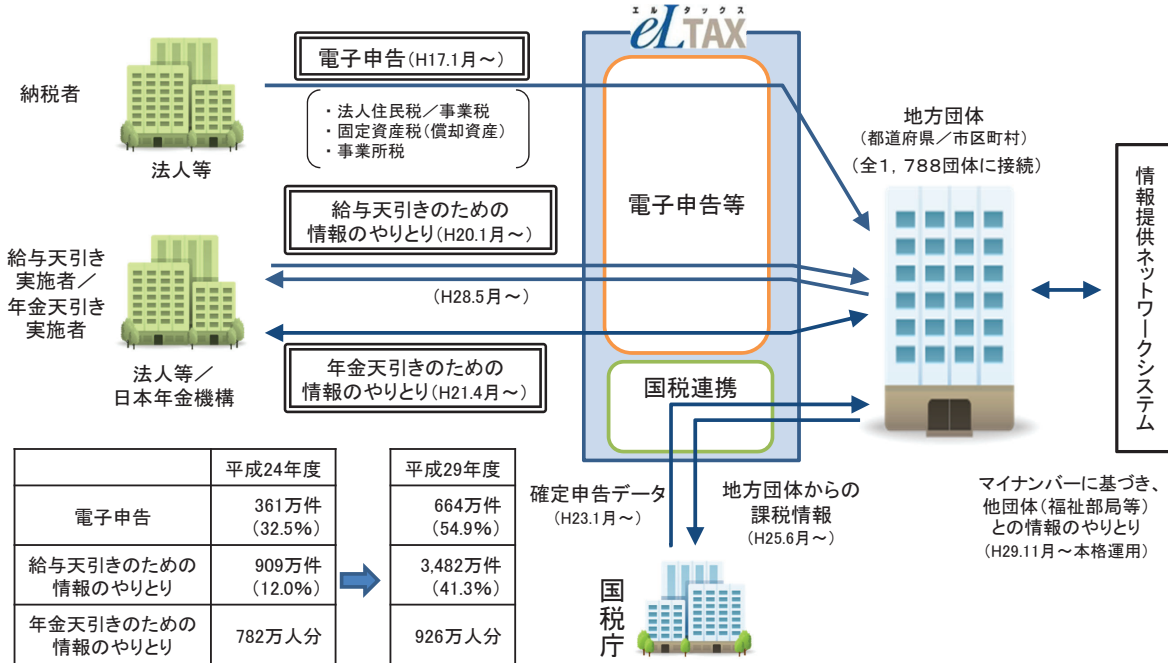 エルタックス
eLTAX
電子申告(H17.1月～)
納税者
・法人住民税／事業税
・固定資産税(償却資産)
・事業所税
法人等
地方団体
(都道府県／市区町村)
(全1，788団体に接続)
情報提供ネットワークシステム
電子申告等
給与天引きのための
情報のやりとり(H20.1月～)
給与天引き
実施者／
年金天引き
実施者
(H28.5月～)
法人等／
日本年金機構
年金天引きのための
情報のやりとり(H21.4月～)
国税連携
確定申告データ
(H23.1月～)
地方団体からの
課税情報
(H25.6月～)
マイナンバーに基づき、
他団体(福祉部局等)
との情報のやりとり
(H29.11月～本格運用)
国税庁
平成24年度 平成29年度
電子申告 361万件 664万件
(32.5%) (54.9%)
給与天引きのための 909万件 3,482万件
情報のやりとり (12.0%) (41.3%)
年金天引きのための
情報のやりとり 782万人分 926万人分